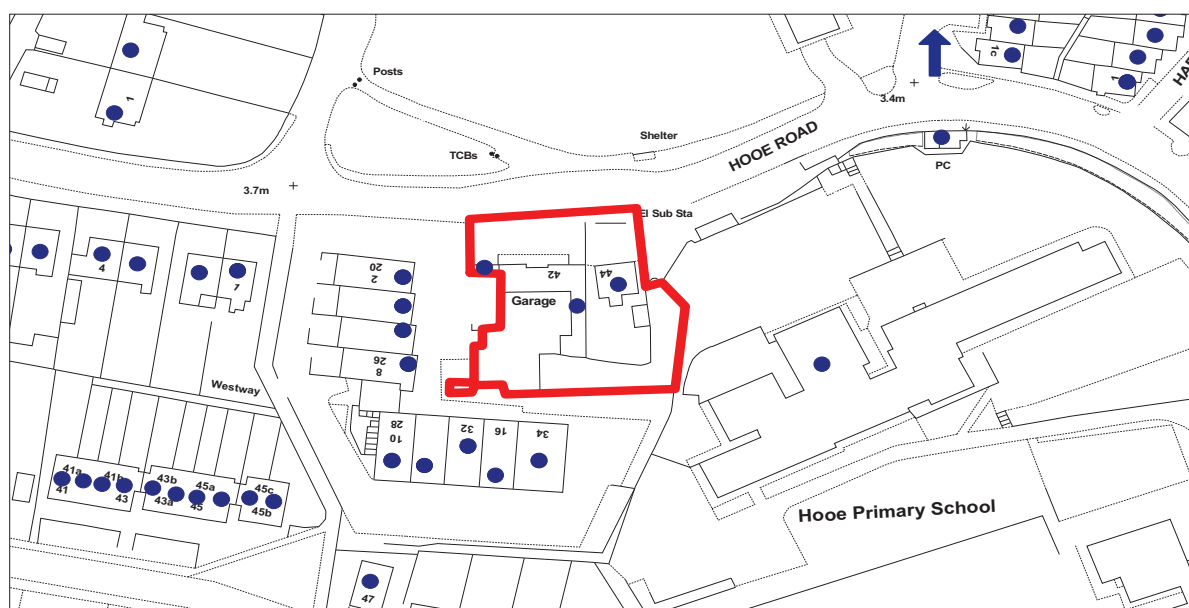 1c
1
HAR
Posts
1
3.4m
HOOE ROAD
Shelter
TCBs
PC
3.7m
El Sub Sta
4
7
20
2
42
44
Garage
26
8
Westway
28
10
32
16
34
41a
41b
43b
45a
45c
41
43
43a
45
45b
Hooe Primary School
47